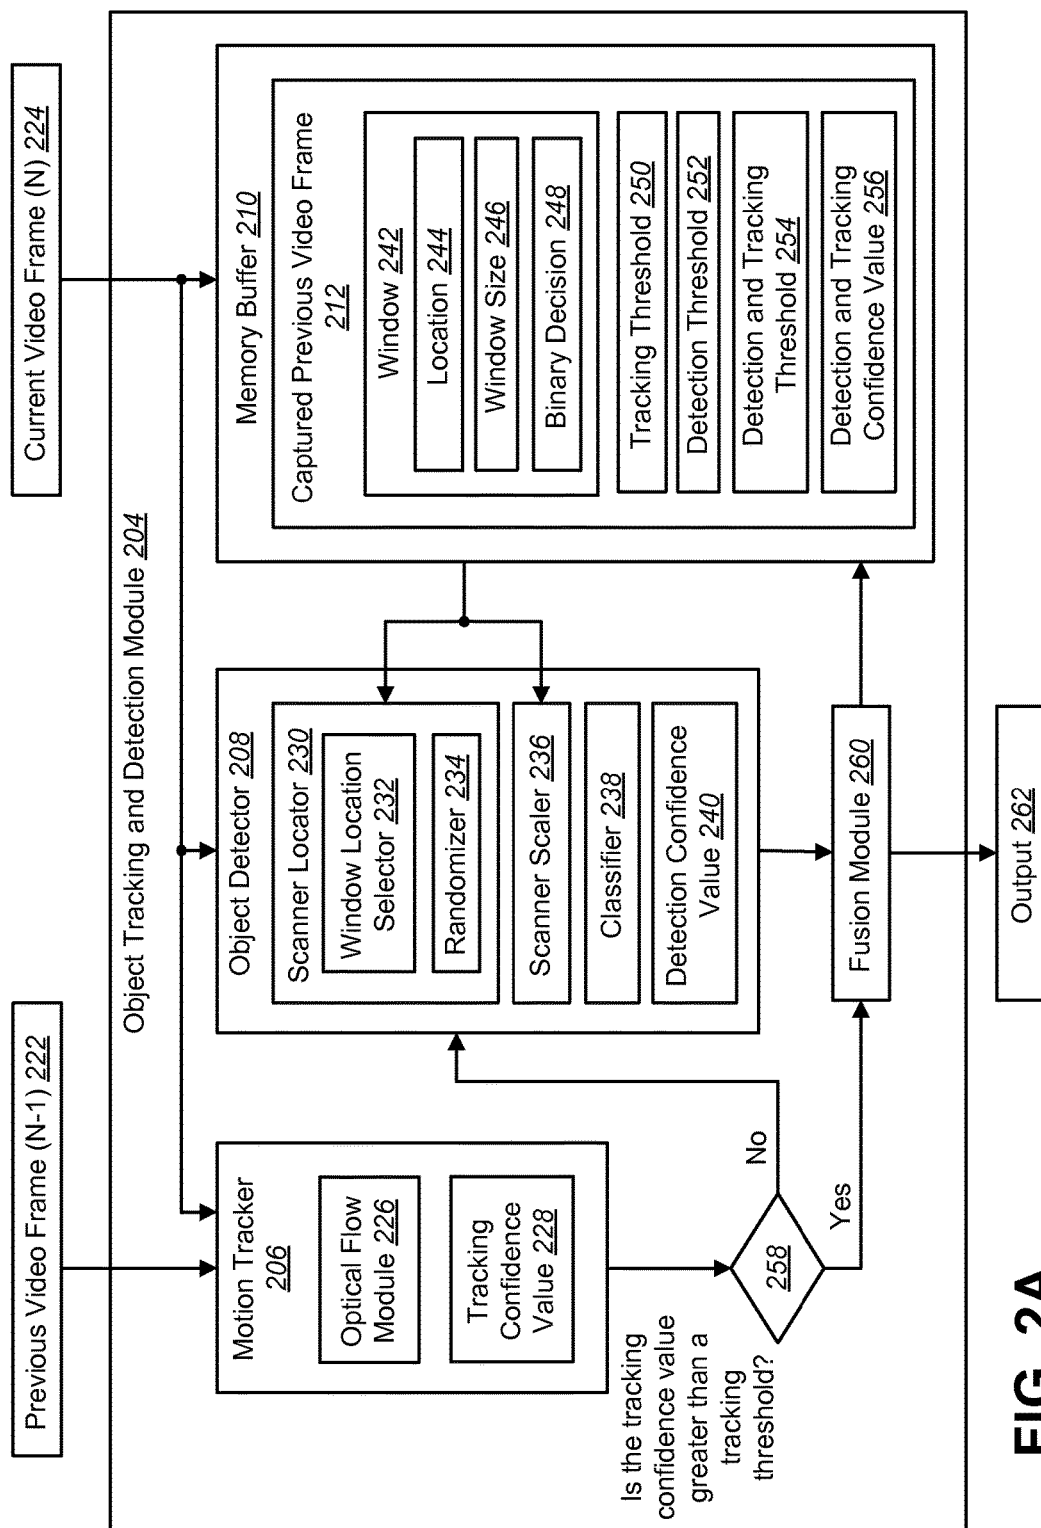 Previous Video Frame (N-1) 222
Current Video Frame (N) 224
Object Tracking and Detection Module 204
Motion Tracker
206
Optical Flow
Module 226
Tracking
Confidence
Value 228
Is the tracking
confidence value
greater than a
tracking
threshold?
258
No
Yes
Object Detector 208
Scanner Locator 230
Window Location
Selector 232
Randomizer 234
Scanner Scaler 236
Classifier 238
Detection Confidence
Value 240
Memory Buffer 210
Captured Previous Video Frame
212
Window 242
Location 244
Window Size 246
Binary Decision 248
Tracking Threshold 250
Detection Threshold 252
Detection and Tracking
Threshold 254
Detection and Tracking
Confidence Value 256
Fusion Module 260
Output 262
FIG. 2A